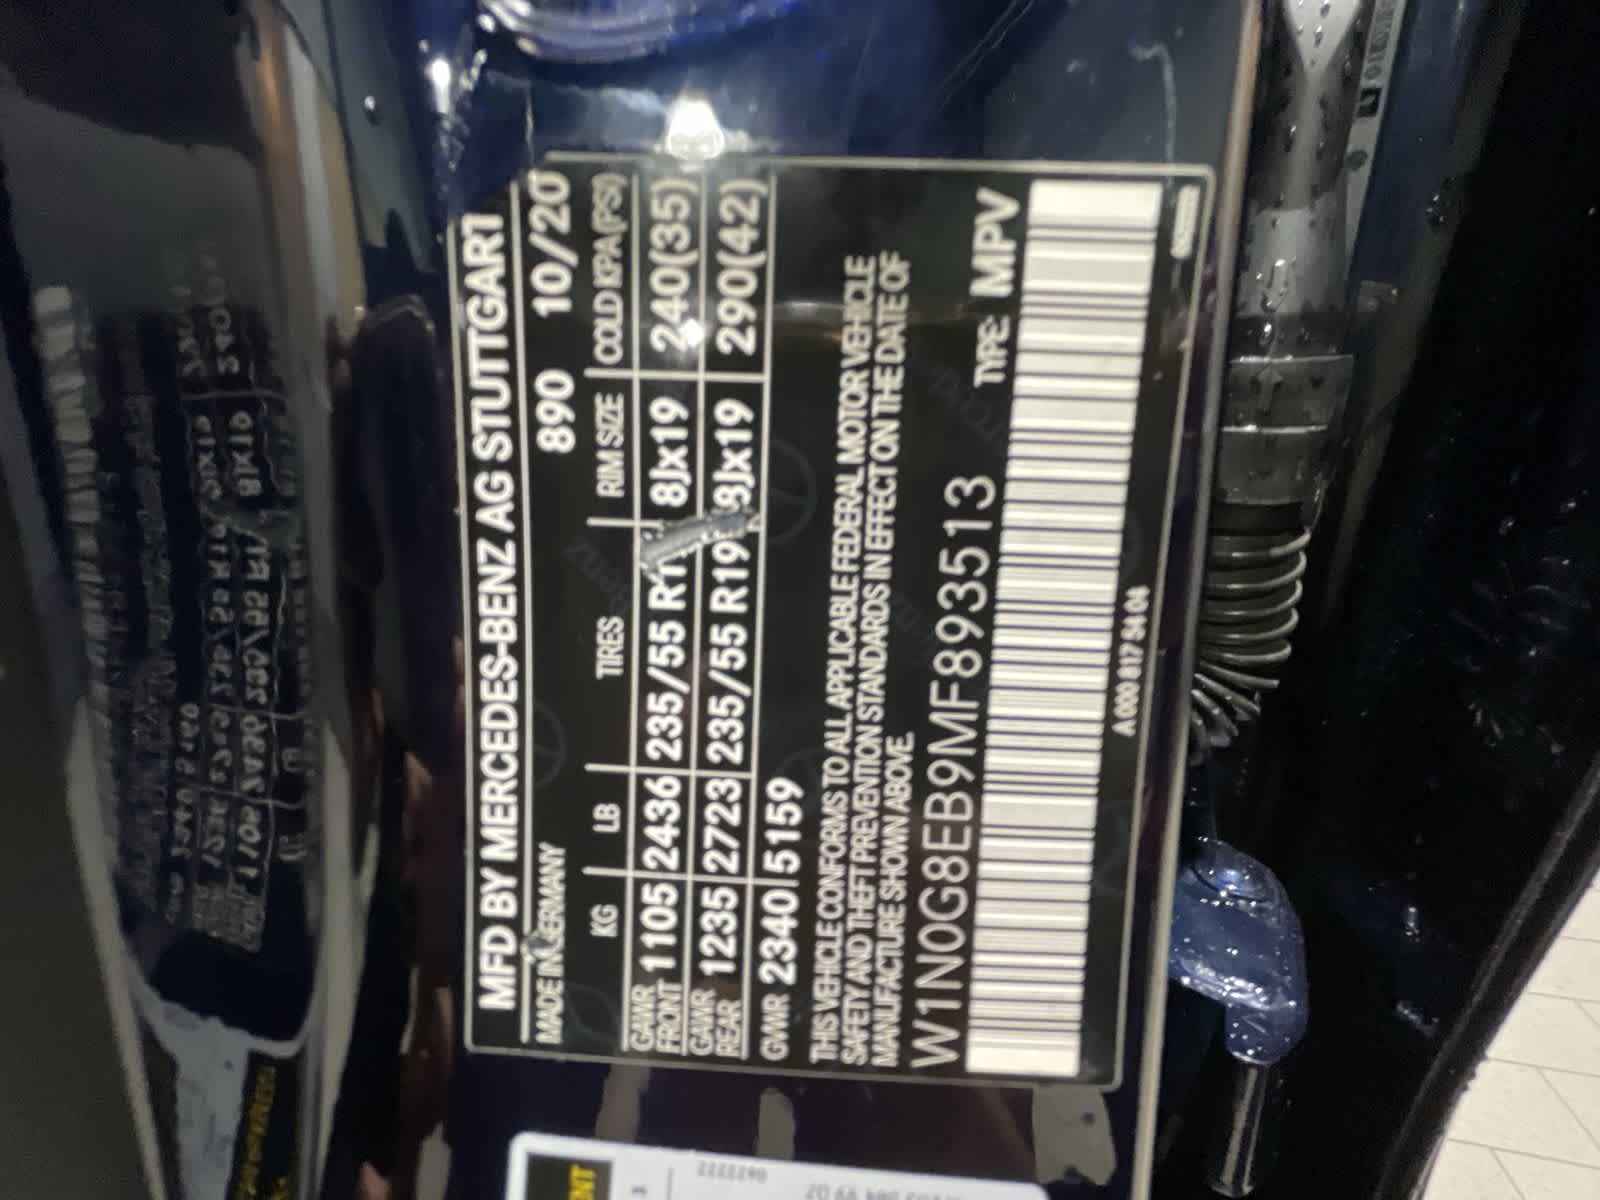 MFD BY MERCEDES-BENZ AG STUTTGART
MADE IN GERMANY 890 10/20
KG LB TIRES RIM SIZE COLD KPA (PSI)
GAWR FRONT 1105 2436 235/55 8Jx19 240(35)
GAWR REAR 1235 2723 235/55 R19 8Jx19 290(42)
GVWR 2340 5159
THIS VEHICLE CONFORMS TO ALL APPLICABLE FEDERAL MOTOR VEHICLE
SAFETY AND THEFT PREVENTION STANDARDS IN EFFECT ON THE DATE OF
MANUFACTURE SHOWN ABOVE.
W1N0G8EB9MF893513 TYPE: MPV
A 000 817 54 04